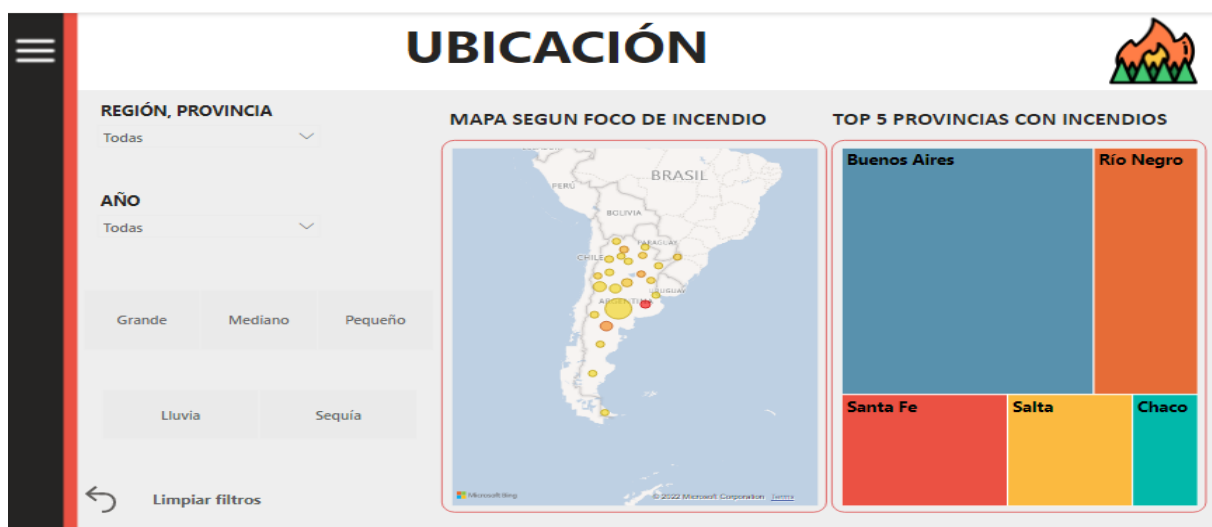 UBICACIÓN
REGIÓN, PROVINCIA
Todas
AÑO
Todas
Grande
Mediano
Pequeño
Lluvia
Sequía
Limpiar filtros
MAPA SEGUN FOCO DE INCENDIO
BRASIL
PERÚ
BOLIVIA
PARAGUAY
CHILE
URUGUAY
ARGENTINA
Microsoft Bing
© 2022 Microsoft Corporation Terms
TOP 5 PROVINCIAS CON INCENDIOS
Buenos Aires
Río Negro
Santa Fe
Salta
Chaco